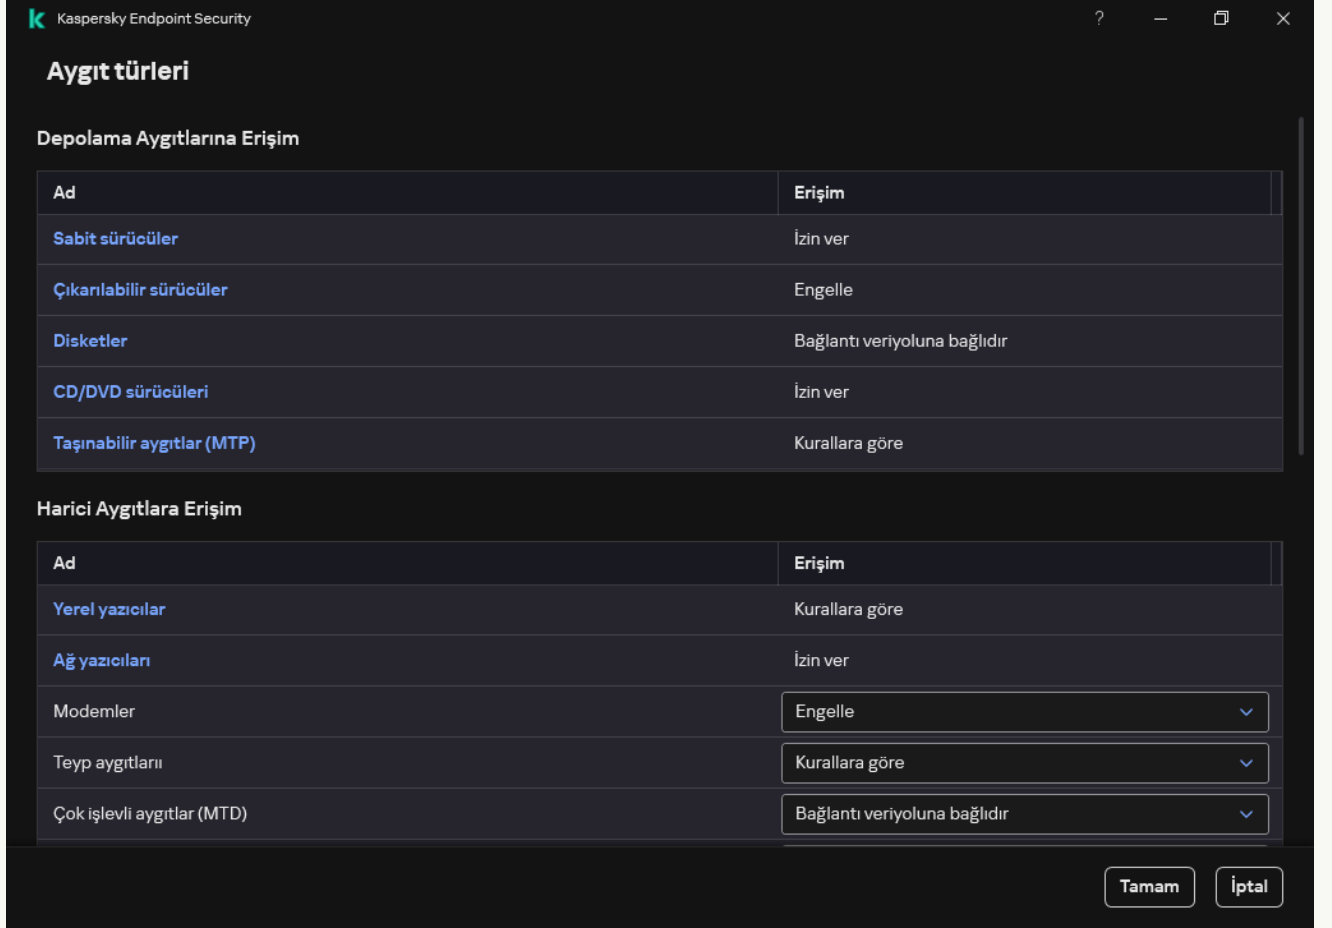 Kaspersky Endpoint Security
Aygıt türleri
Depolama Aygıtlarına Erişim
Ad Erişim
Sabit sürücüler İzin ver
Çıkarılabilir sürücüler Engelle
Disketler Bağlantı veriyoluna bağlıdır
CD/DVD sürücüleri İzin ver
Taşınabilir aygıtlar (MTP) Kurallara göre
Harici Aygıtlara Erişim
Ad Erişim
Yerel yazıcılar Kurallara göre
Ağ yazıcıları İzin ver
Modemler Engelle
Teyp aygıtlarıı Kurallara göre
Çok işlevli aygıtlar (MTD) Bağlantı veriyoluna bağlıdır
Tamam İptal